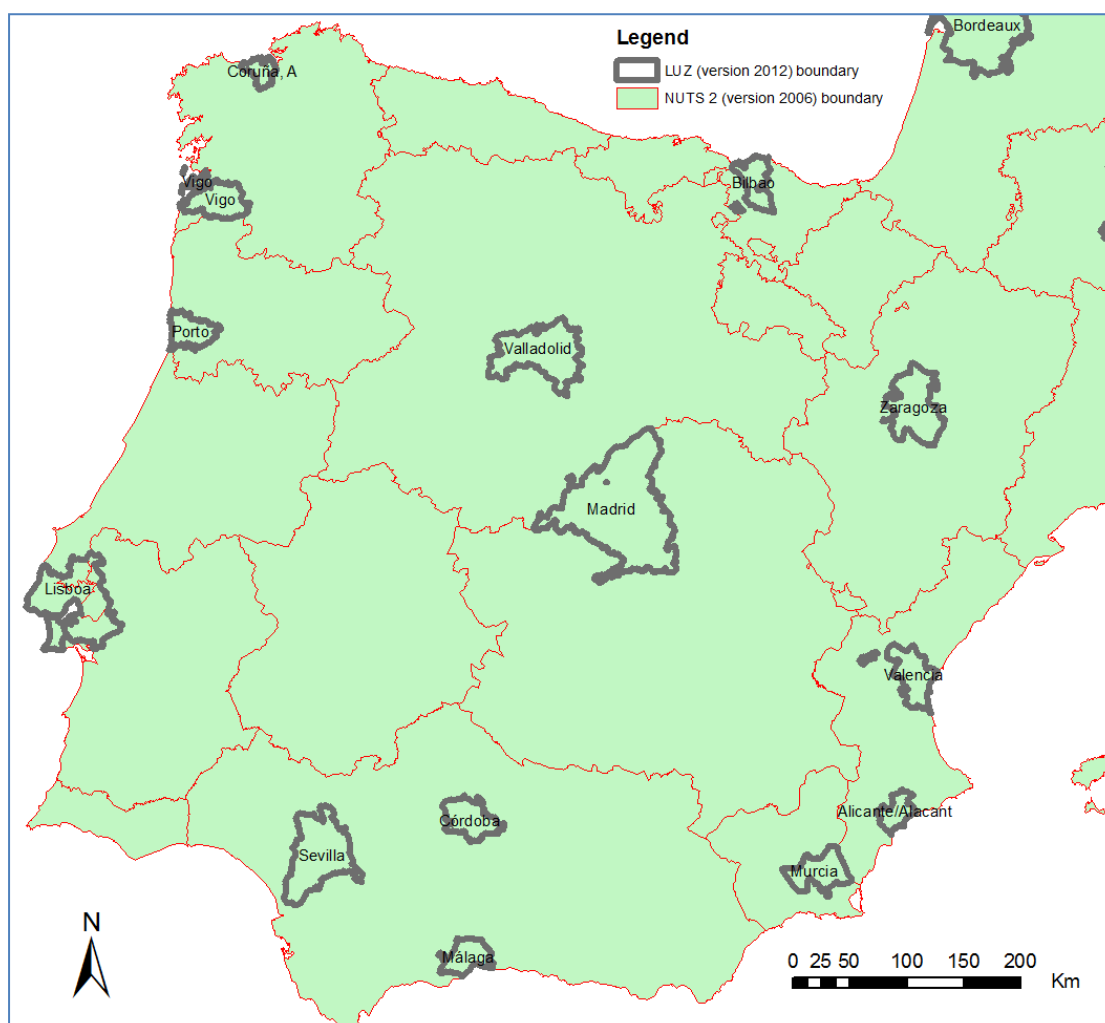 Bordeaux
Legend
LUZ (version 2012) boundary
NUTS 2 (version 2006) boundary
Coruña, A
Vigo
Bilbao
Vigo
Porto
Valladolid
Zaragoza
Madrid
Lisboa
Valencia
Alicante/Alacant
Córdoba
Sevilla
Murcia
N
Málaga
0 25 50 100 150 200
Km